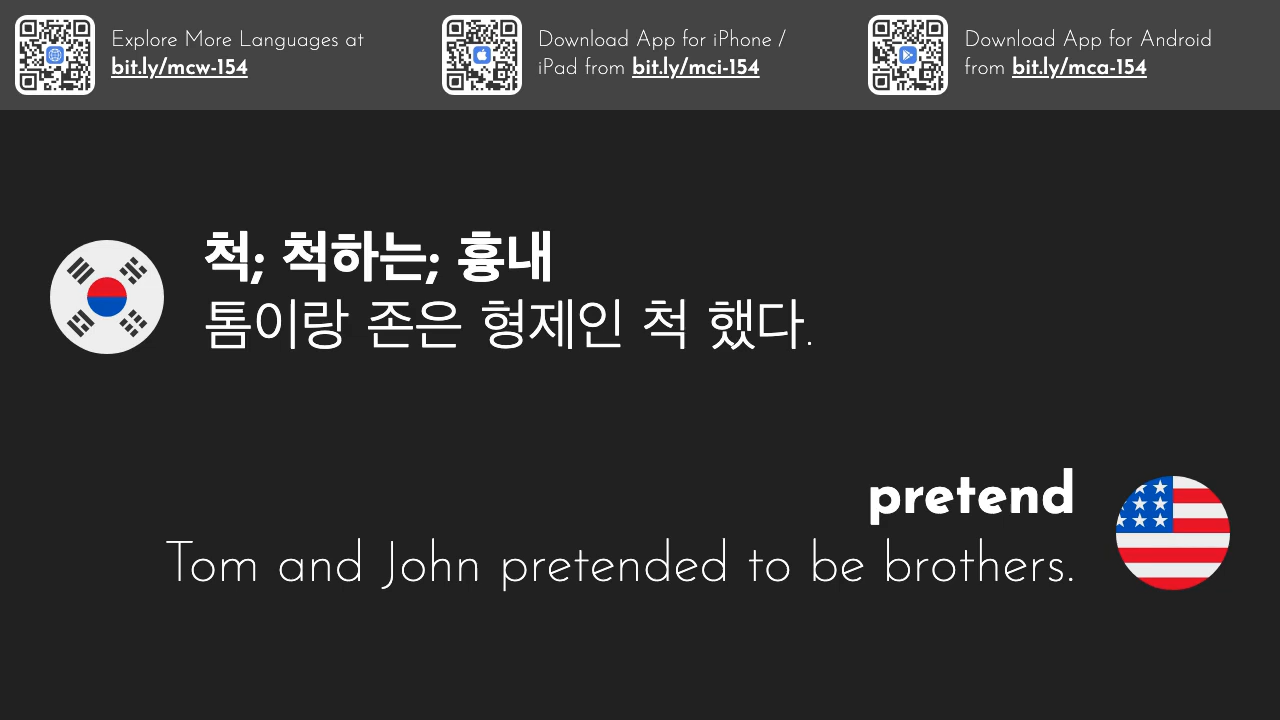 Explore More Languages at
bit.ly/mcw-154
Download App for iPhone /
iPad from bit.ly/mci-154
Download App for Android
from bit.ly/mca-154
척; 척하는; 흉내
톰이랑 존은 형제인 척 했다.
pretend
Tom and John pretended to be brothers.